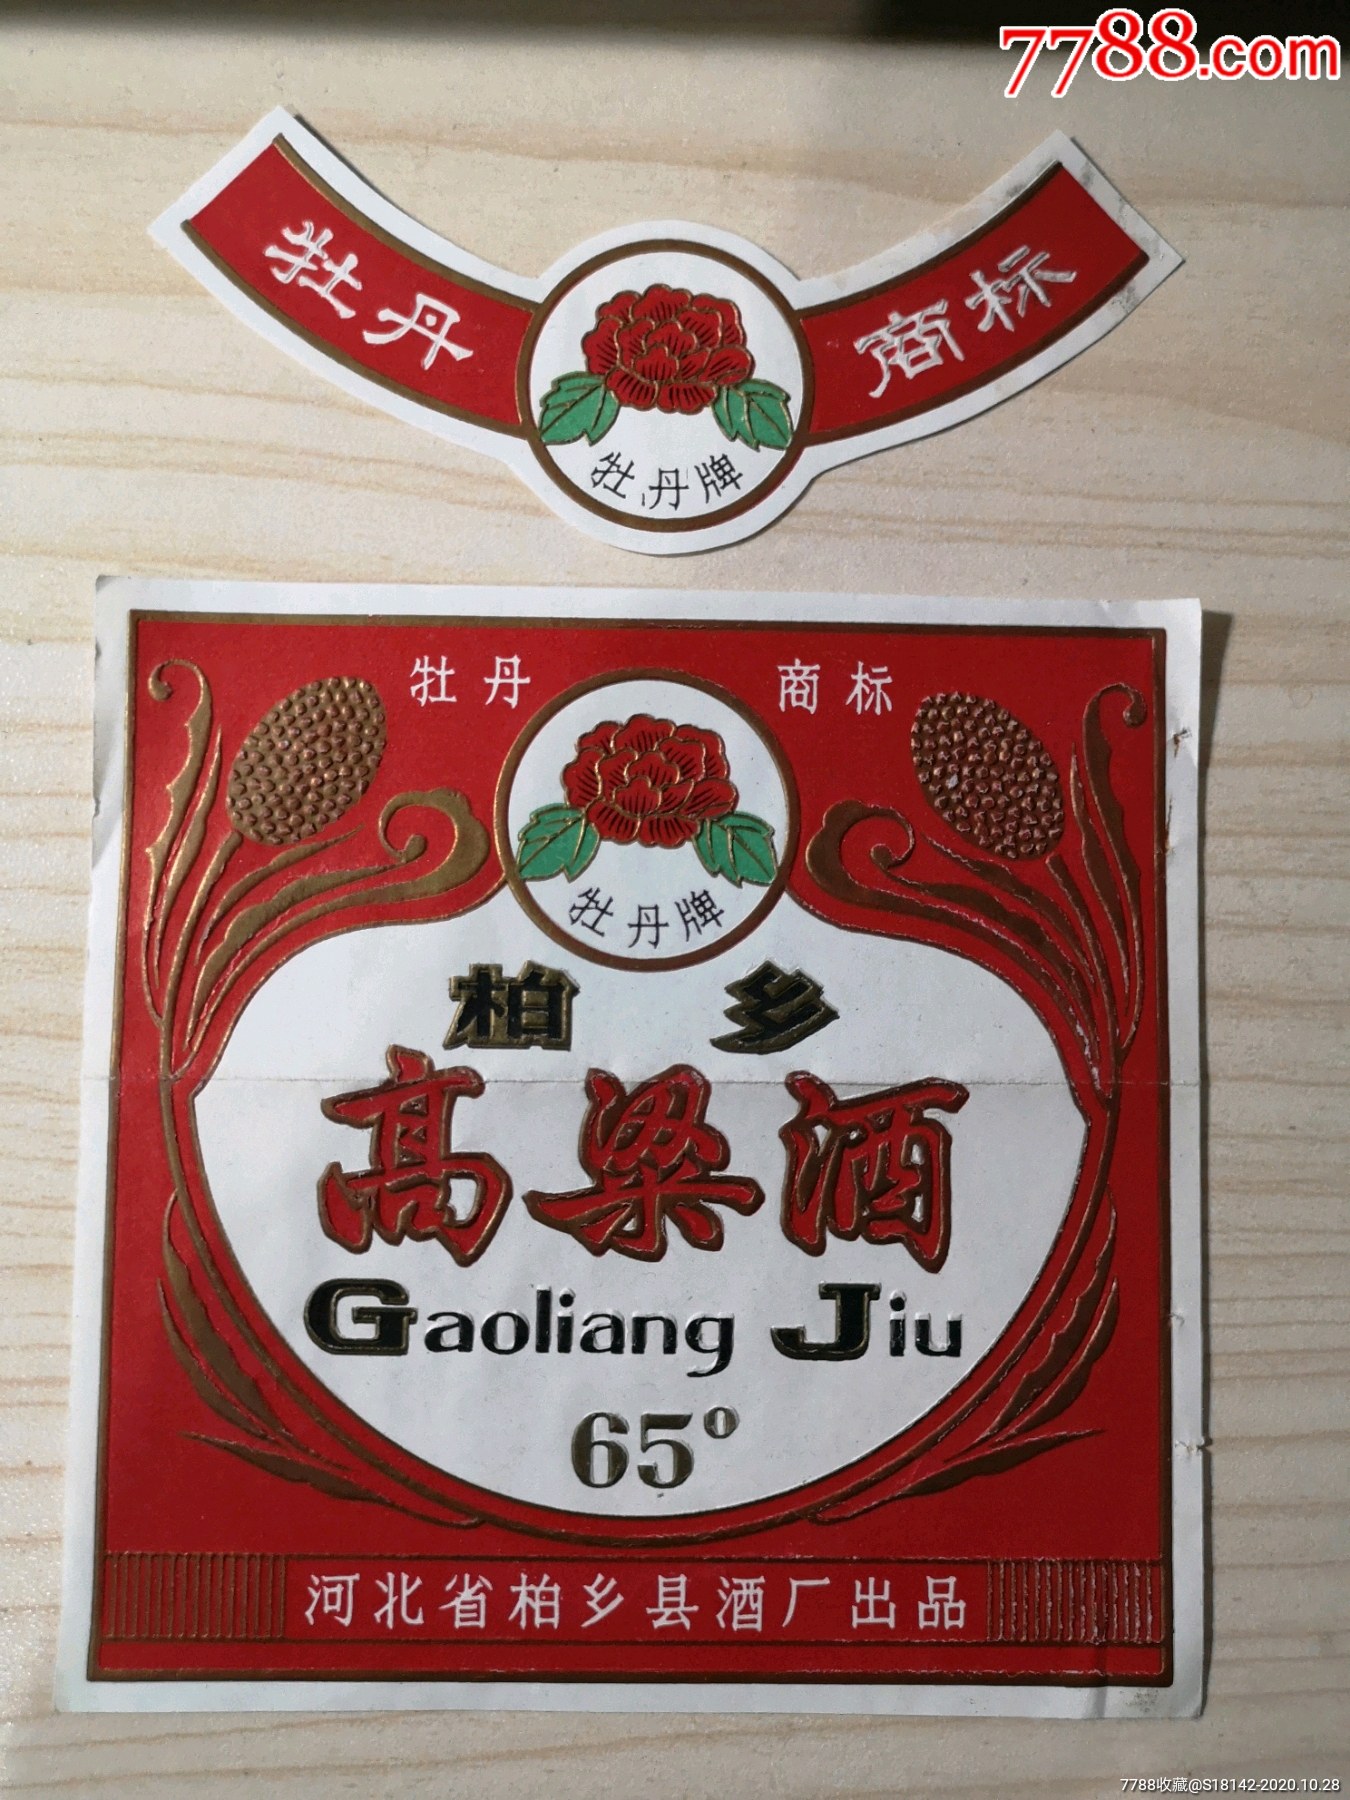 7788.com
牡丹 商标
牡丹牌
牡丹 商标
牡丹牌
柏乡
高粱酒
Gaoliang Jiu
65°
河北省柏乡县酒厂出品
7788收藏@S18142-2020.10.28